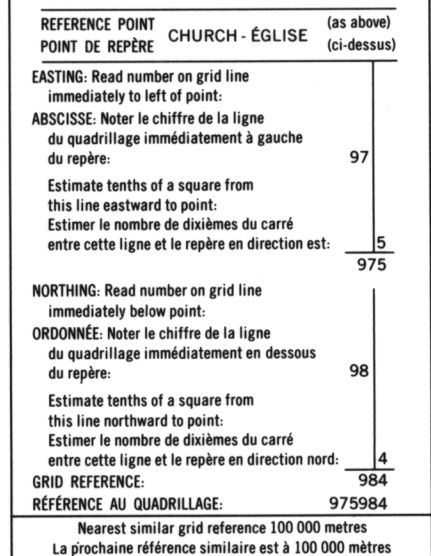 REFERENCE POINT CHURCH - ÉGLISE (as above)
POINT DE REPÈRE (ci-dessus)
EASTING: Read number on grid line
immediately to left of point:
ABSCISSE: Noter le chiffre de la ligne
du quadrillage immédiatement à gauche
du repère: 97
Estimate tenths of a square from
this line eastward to point:
Estimer le nombre de dixièmes du carré
entre cette ligne et le repère en direction est: 5
975
NORTHING: Read number on grid line
immediately below point:
ORDONNÉE: Noter le chiffre de la ligne
du quadrillage immédiatement en dessous
du repère: 98
Estimate tenths of a square from
this line northward to point:
Estimer le nombre de dixièmes du carré
entre cette ligne et le repère en direction nord: 4
GRID REFERENCE: 984
RÉFÉRENCE AU QUADRILLAGE: 975984
Nearest similar grid reference 100 000 metres
La prochaine référence similaire est à 100 000 mètres